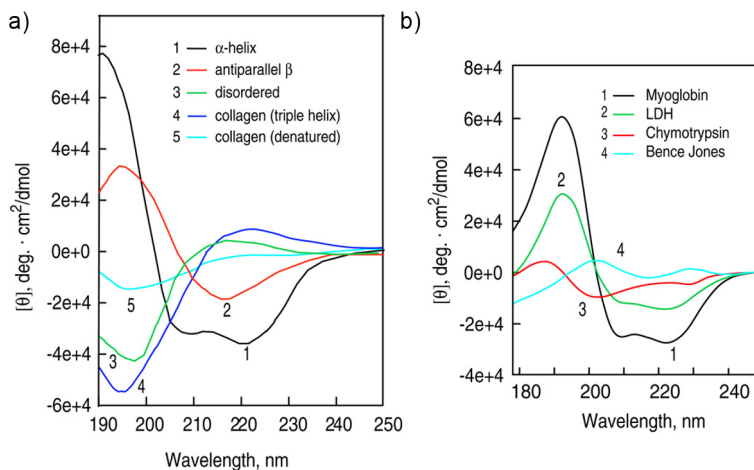 a)
8e+4
6e+4
4e+4
2e+4
0e+0
-2e+4
-4e+4
-6e+4
[θ], deg. · cm²/dmol
1 α-helix
2 antiparallel β
3 disordered
4 collagen (triple helix)
5 collagen (denatured)
5
2
1
3
4
190 200 210 220 230 240 250
Wavelength, nm
b)
8e+4
6e+4
4e+4
2e+4
0e+0
-2e+4
-4e+4
[θ], deg. · cm²/dmol
1 Myoglobin
2 LDH
3 Chymotrypsin
4 Bence Jones
2
4
3
1
180 200 220 240
Wavelength, nm